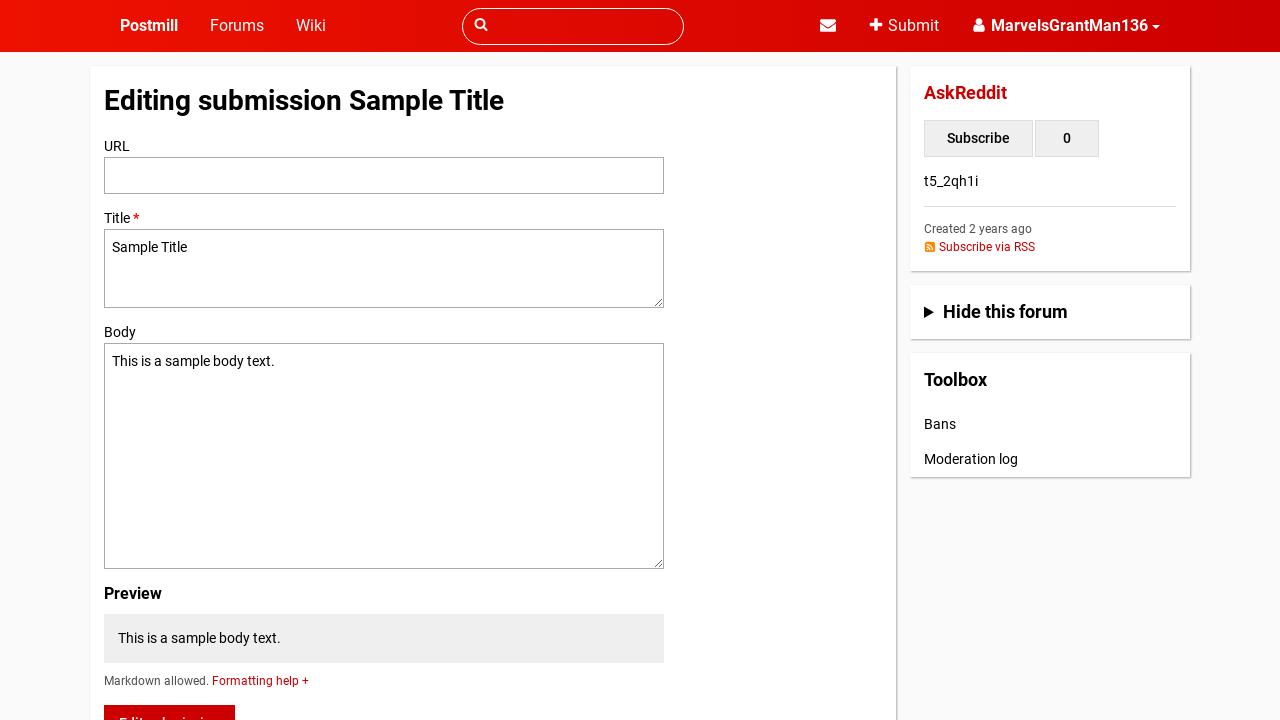 Postmill Forums Wiki Submit MarvelsGrantMan136
Editing submission Sample Title
URL
Title *
Sample Title
Body
This is a sample body text.
Preview
This is a sample body text.
Markdown allowed. Formatting help +
Edit submission
AskReddit
Subscribe 0
t5_2qh1i
Created 2 years ago
Subscribe via RSS
Hide this forum
Toolbox
Bans
Moderation log